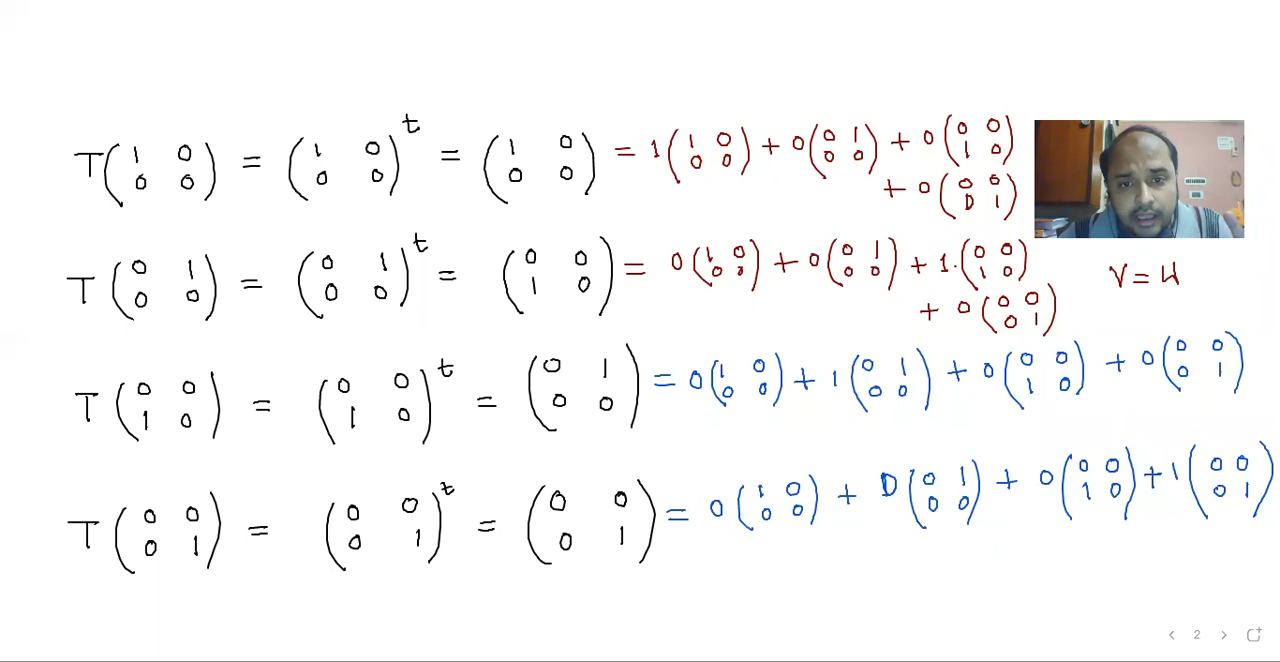 T(1 0; 0 0) = (1 0; 0 0)^t = (1 0; 0 0) = 1(1 0; 0 0) + 0(0 1; 0 0) + 0(0 0; 1 0)
+ 0(0 0; 0 1)
T(0 1; 0 0) = (0 1; 0 0)^t = (0 0; 1 0) = 0(1 0; 0 0) + 0(0 1; 0 0) + 1·(0 0; 1 0)
+ 0(0 0; 0 1)
V = W
T(0 0; 1 0) = (0 0; 1 0)^t = (0 1; 0 0) = 0(1 0; 0 0) + 1(0 1; 0 0) + 0(0 0; 1 0) + 0(0 0; 0 1)
T(0 0; 0 1) = (0 0; 0 1)^t = (0 0; 0 1) = 0(1 0; 0 0) + 0(0 1; 0 0) + 0(0 0; 1 0) + 1(0 0; 0 1)
< 2 >